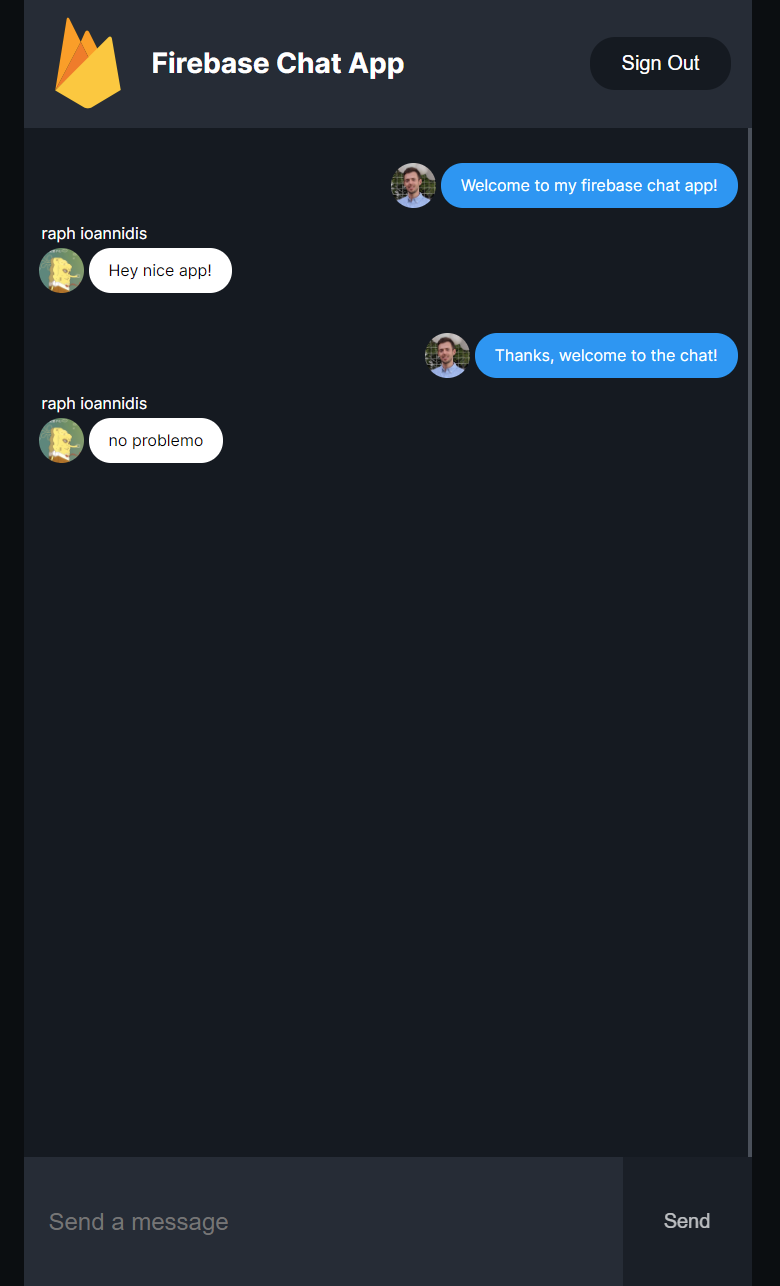 Firebase Chat App
Sign Out
Welcome to my firebase chat app!
raph ioannidis
Hey nice app!
Thanks, welcome to the chat!
raph ioannidis
no problemo
Send a message
Send